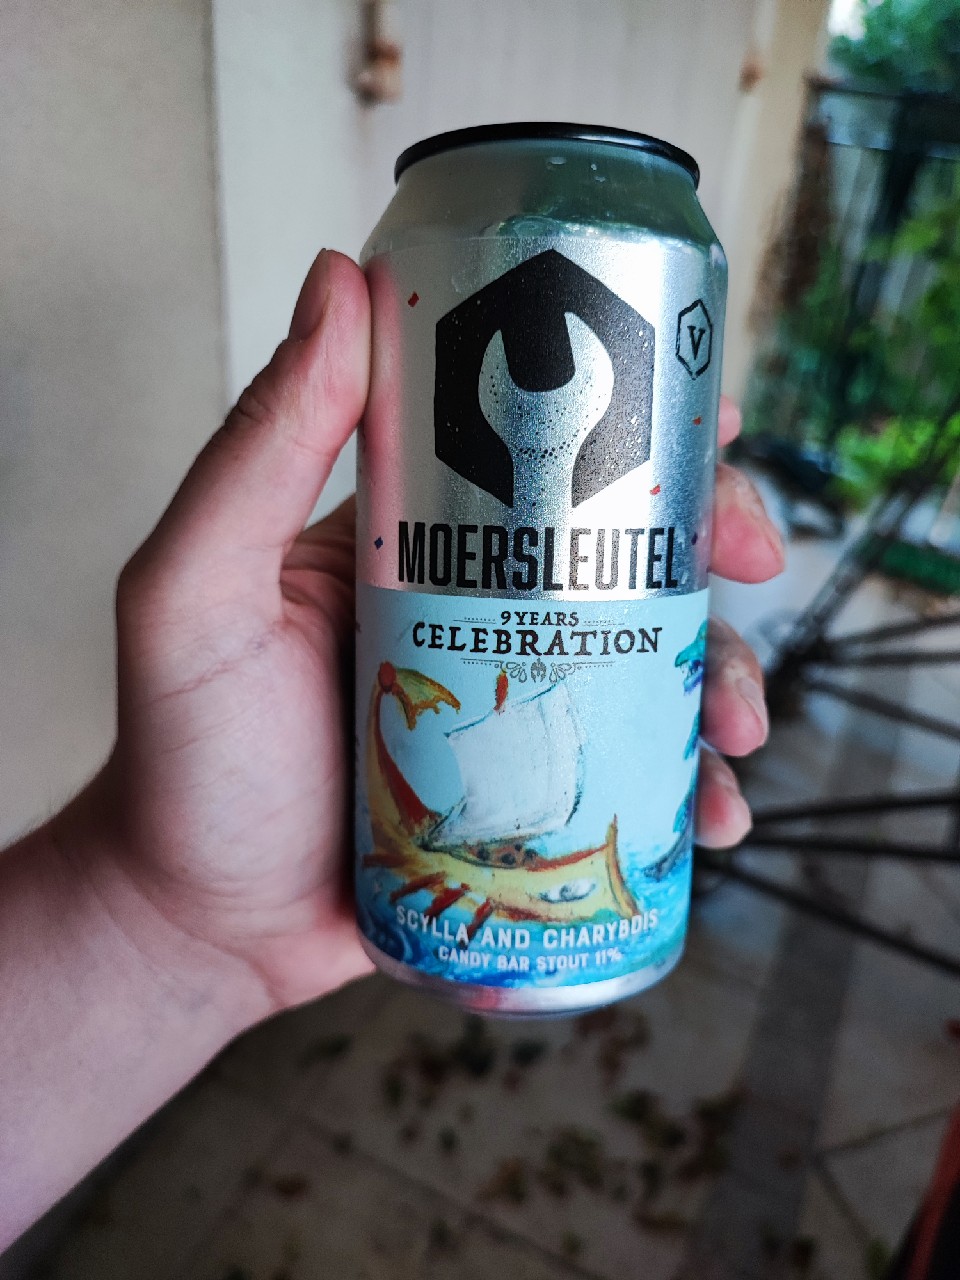 V
MOERSLEUTEL
9 YEARS
CELEBRATION
SCYLLA AND CHARYBDIS
CANDY BAR STOUT 11%